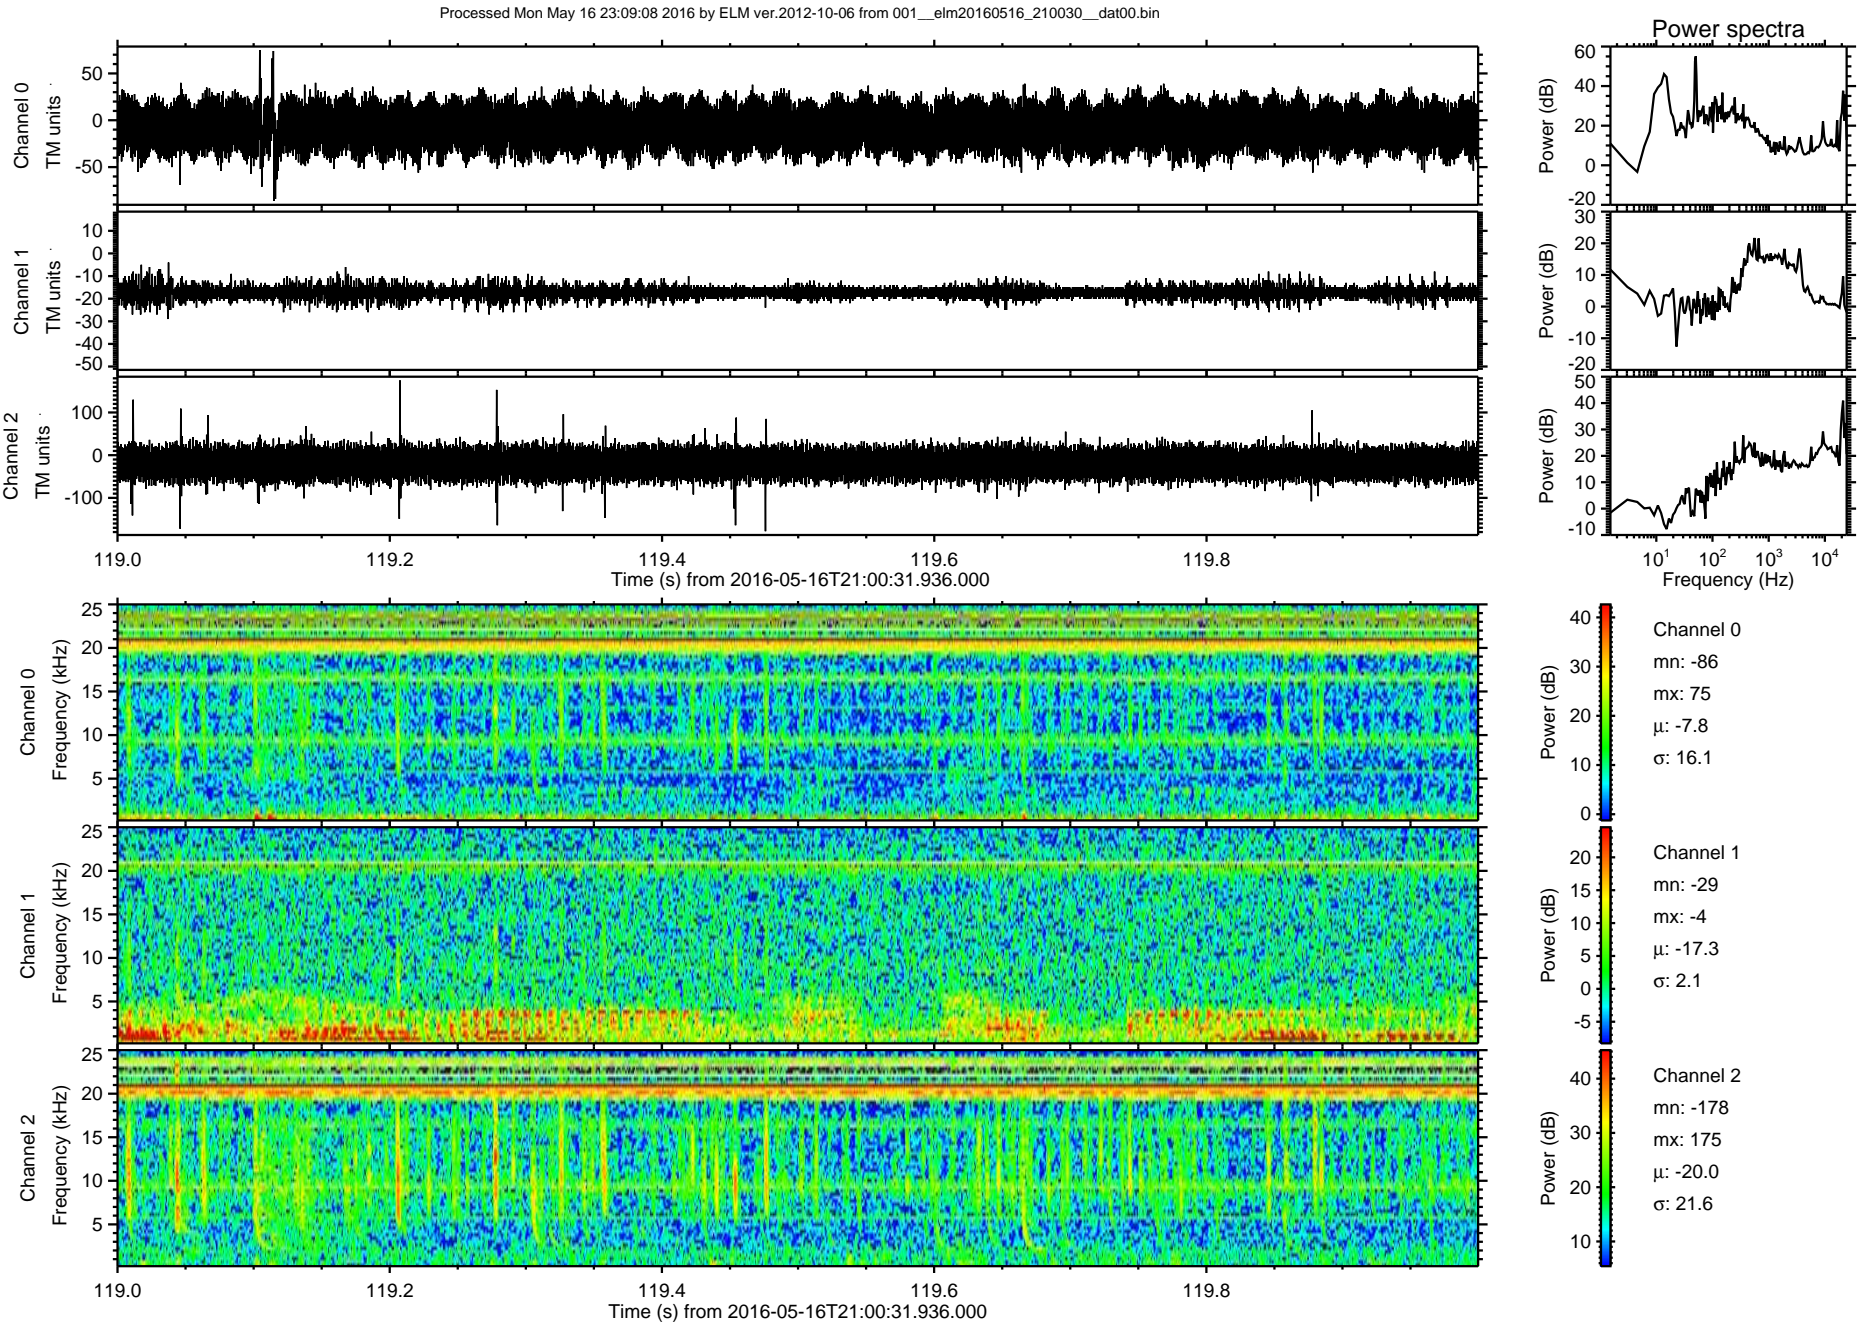 Processed Mon May 16 23:09:08 2016 by ELM ver.2012-10-06 from 001__elm20160516_210030__dat00.bin
Power spectra
Channel 0
TM units
50
0
-50
Power (dB)
60
40
20
0
-20
Channel 1
TM units
10
0
-10
-20
-30
-40
-50
Power (dB)
30
20
10
0
-10
-20
Channel 2
TM units
100
0
-100
Power (dB)
50
40
30
20
10
0
-10
119.0 119.2 119.4 119.6 119.8
Time (s) from 2016-05-16T21:00:31.936.000
10^1 10^2 10^3 10^4
Frequency (Hz)
Channel 0
Frequency (kHz)
25
20
15
10
5
Power (dB)
40
30
20
10
0
Channel 0
mn: -86
mx: 75
µ: -7.8
σ: 16.1
Channel 1
Frequency (kHz)
25
20
15
10
5
Power (dB)
20
15
10
5
0
-5
Channel 1
mn: -29
mx: -4
µ: -17.3
σ: 2.1
Channel 2
Frequency (kHz)
25
20
15
10
5
Power (dB)
40
30
20
10
Channel 2
mn: -178
mx: 175
µ: -20.0
σ: 21.6
119.0 119.2 119.4 119.6 119.8
Time (s) from 2016-05-16T21:00:31.936.000